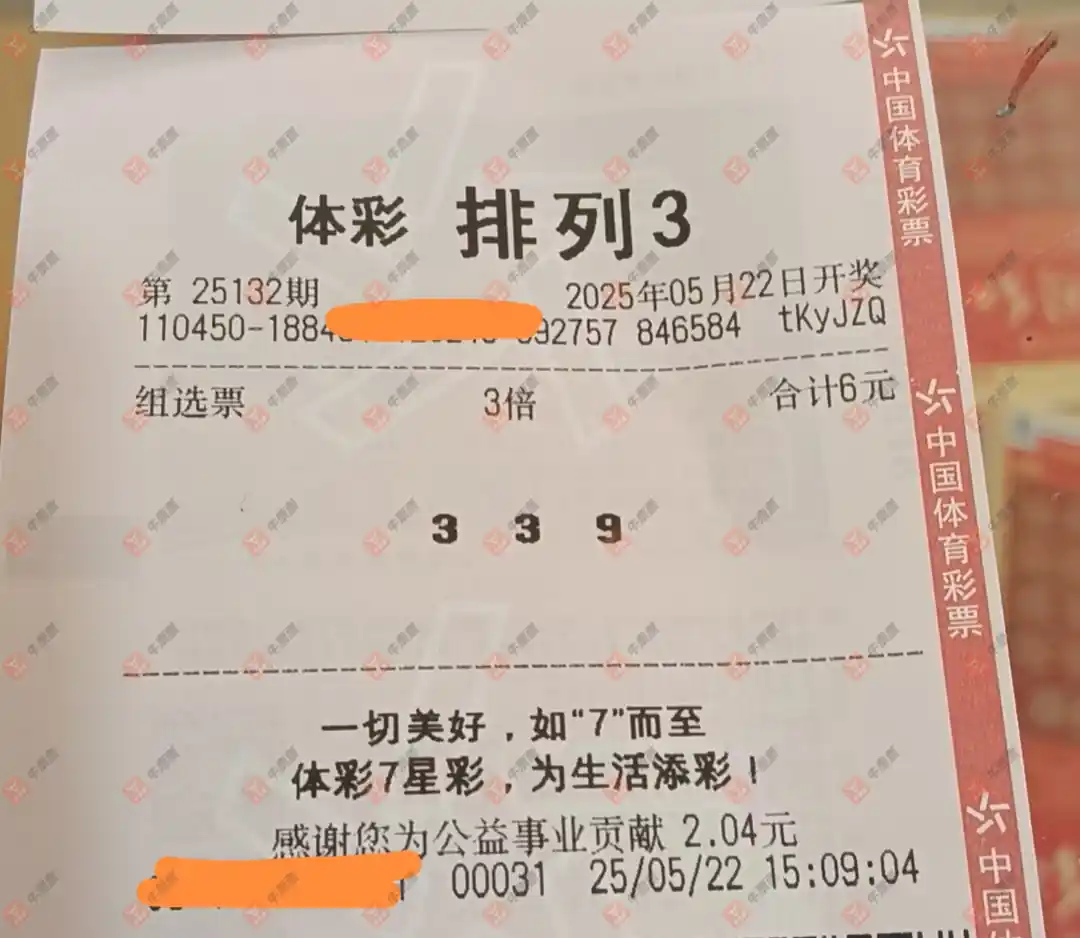 体彩 排列3
第 25132期 2025年05月22日开奖
110450-1884 92757 846584 tKyJZQ
组选票 3倍 合计6元
3 3 9
一切美好，如“7”而至
体彩7星彩，为生活添彩！
感谢您为公益事业贡献 2.04元
00031 25/05/22 15:09:04
中国体育彩票
中国体育彩票
中国